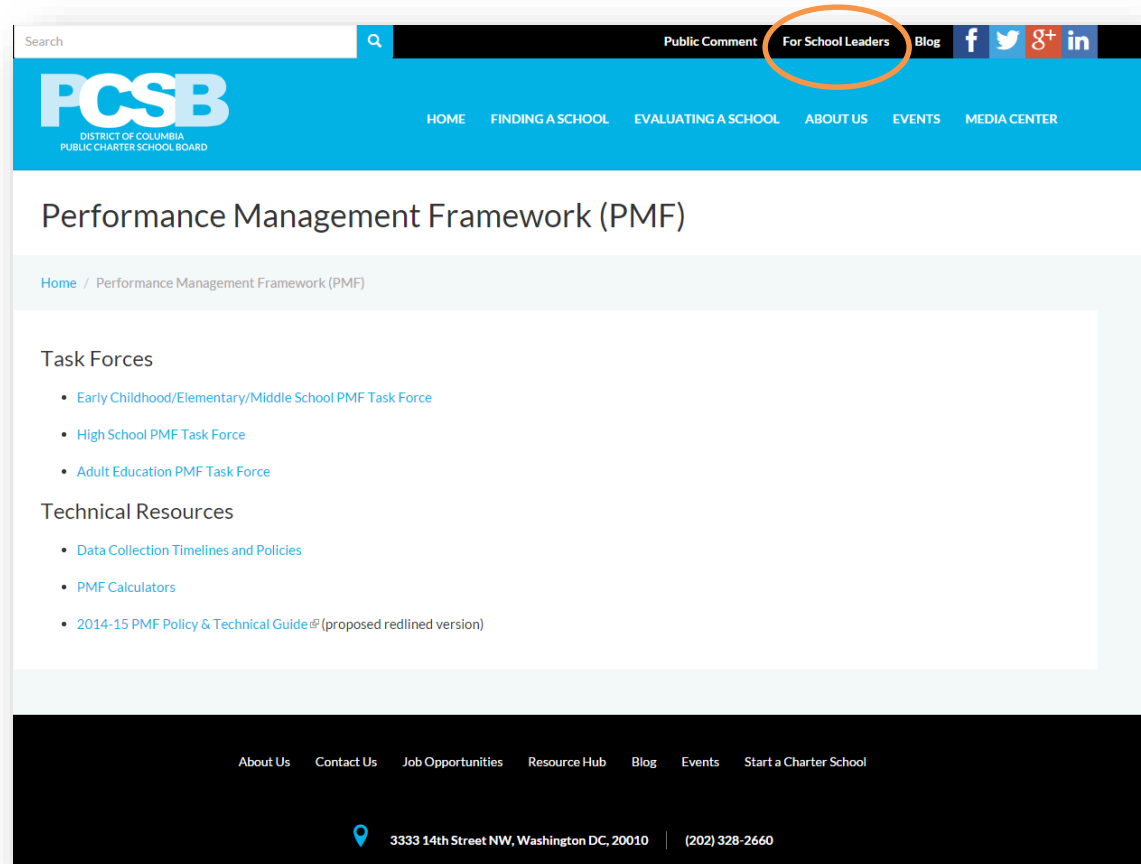 Search
Public Comment For School Leaders Blog f g+ in
PCSB
DISTRICT OF COLUMBIA
PUBLIC CHARTER SCHOOL BOARD
HOME FINDING A SCHOOL EVALUATING A SCHOOL ABOUT US EVENTS MEDIA CENTER
Performance Management Framework (PMF)
Home / Performance Management Framework (PMF)
Task Forces
• Early Childhood/Elementary/Middle School PMF Task Force
• High School PMF Task Force
• Adult Education PMF Task Force
Technical Resources
• Data Collection Timelines and Policies
• PMF Calculators
• 2014-15 PMF Policy & Technical Guide (proposed redlined version)
About Us Contact Us Job Opportunities Resource Hub Blog Events Start a Charter School
3333 14th Street NW, Washington DC, 20010 | (202) 328-2660